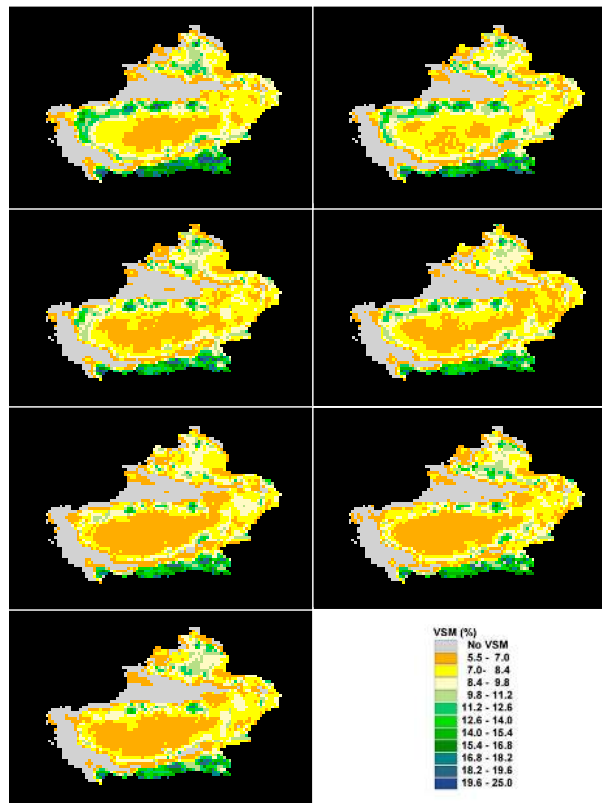 VSM (%)
No VSM
5.5 - 7.0
7.0 - 8.4
8.4 - 9.8
9.8 - 11.2
11.2 - 12.6
12.6 - 14.0
14.0 - 15.4
15.4 - 16.8
16.8 - 18.2
18.2 - 19.6
19.6 - 25.0